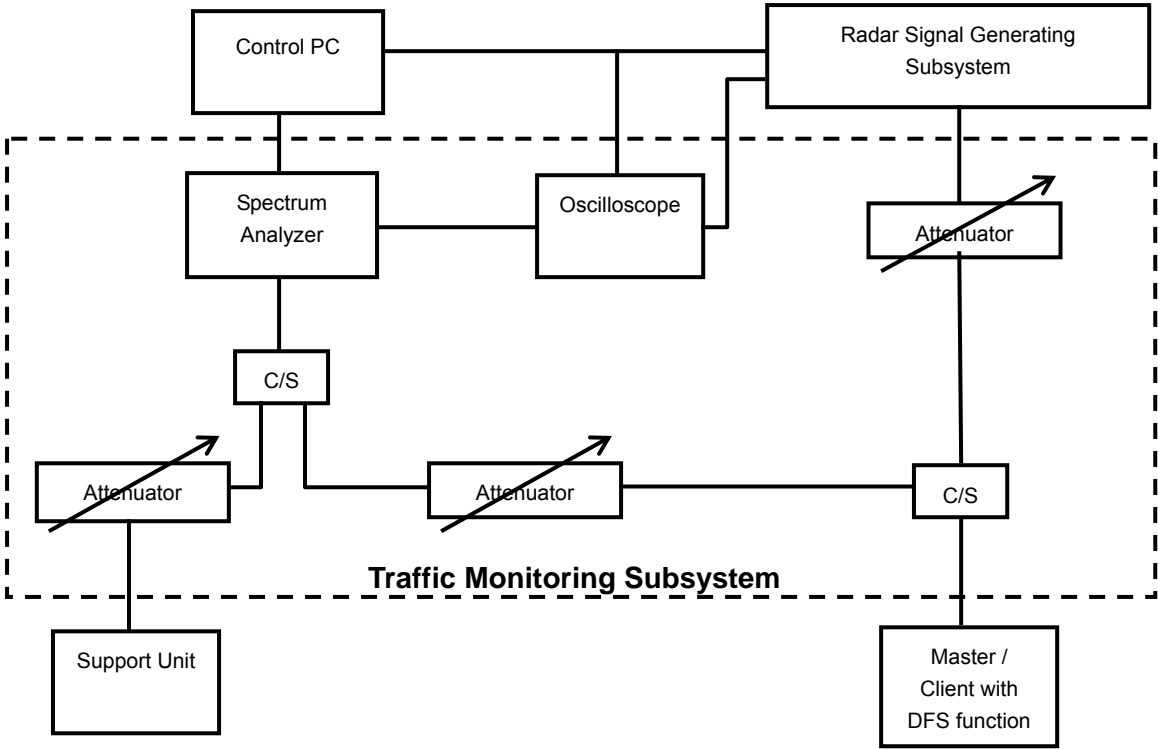 Control PC
Radar Signal Generating
Subsystem
Spectrum
Analyzer
Oscilloscope
Attenuator
C/S
Attenuator
Attenuator
C/S
Traffic Monitoring Subsystem
Support Unit
Master /
Client with
DFS function